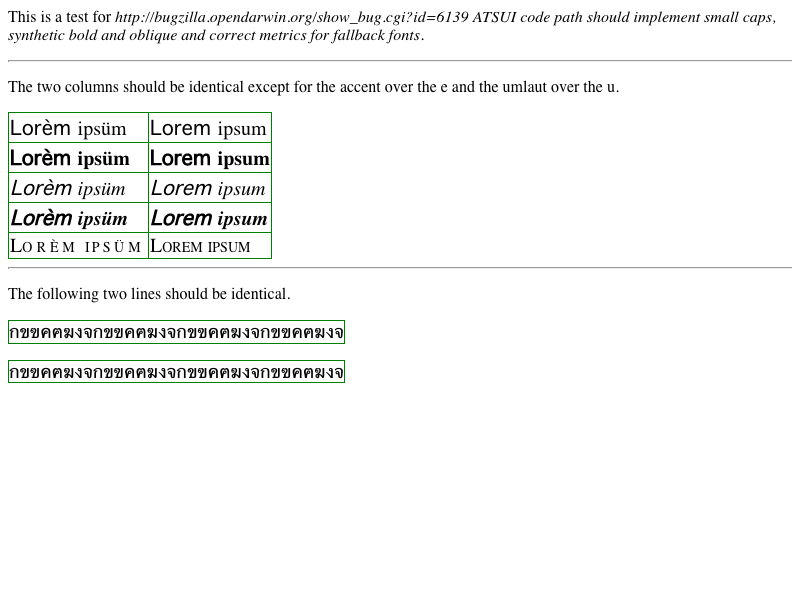 This is a test for http://bugzilla.opendarwin.org/show_bug.cgi?id=6139 ATSUI code path should implement small caps,
synthetic bold and oblique and correct metrics for fallback fonts.
The two columns should be identical except for the accent over the e and the umlaut over the u.
Lorèm ipsüm Lorem ipsum
Lorèm ipsüm Lorem ipsum
Lorèm ipsüm Lorem ipsum
Lorèm ipsüm Lorem ipsum
LORÈM IPSÜM LOREM IPSUM
The following two lines should be identical.
กขฃคฅฆงจกขฃคฅฆงจกขฃคฅฆงจกขฃคฅฆงจ
กขฃคฅฆงจกขฃคฅฆงจกขฃคฅฆงจกขฃคฅฆงจ